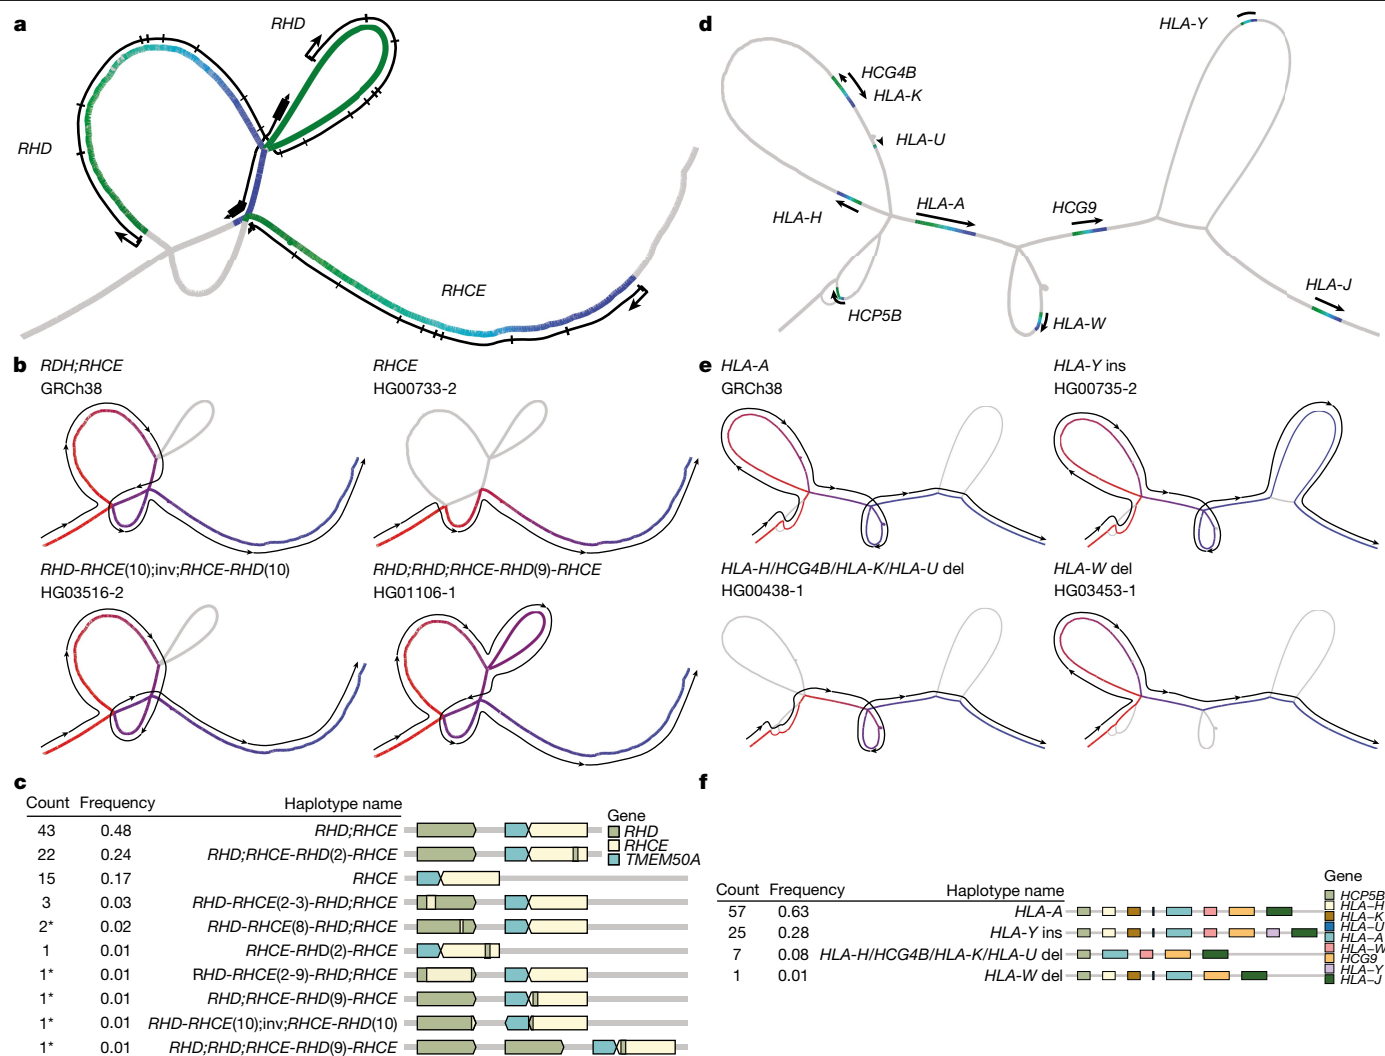 a
RHD
RHD
RHCE
b
RDH;RHCE
GRCh38
RHCE
HG00733-2
RHD-RHCE(10);inv;RHCE-RHD(10)
HG03516-2
RHD;RHD;RHCE-RHD(9)-RHCE
HG01106-1
c
Count Frequency Haplotype name
43 0.48 RHD;RHCE
22 0.24 RHD;RHCE-RHD(2)-RHCE
15 0.17 RHCE
3 0.03 RHD-RHCE(2-3)-RHD;RHCE
2* 0.02 RHD-RHCE(8)-RHD;RHCE
1 0.01 RHCE-RHD(2)-RHCE
1* 0.01 RHD-RHCE(2-9)-RHD;RHCE
1* 0.01 RHD;RHCE-RHD(9)-RHCE
1* 0.01 RHD-RHCE(10);inv;RHCE-RHD(10)
1* 0.01 RHD;RHD;RHCE-RHD(9)-RHCE
Gene
RHD
RHCE
TMEM50A
d
HLA-Y
HCG4B
HLA-K
HLA-U
HLA-H
HLA-A
HCG9
HLA-J
HCP5B
HLA-W
e
HLA-A
GRCh38
HLA-Y ins
HG00735-2
HLA-H/HCG4B/HLA-K/HLA-U del
HG00438-1
HLA-W del
HG03453-1
f
Count Frequency Haplotype name
57 0.63 HLA-A
25 0.28 HLA-Y ins
7 0.08 HLA-H/HCG4B/HLA-K/HLA-U del
1 0.01 HLA-W del
Gene
HCP5B
HLA–H
HLA–K
HLA–U
HLA–A
HLA–W
HCG9
HLA–Y
HLA–J